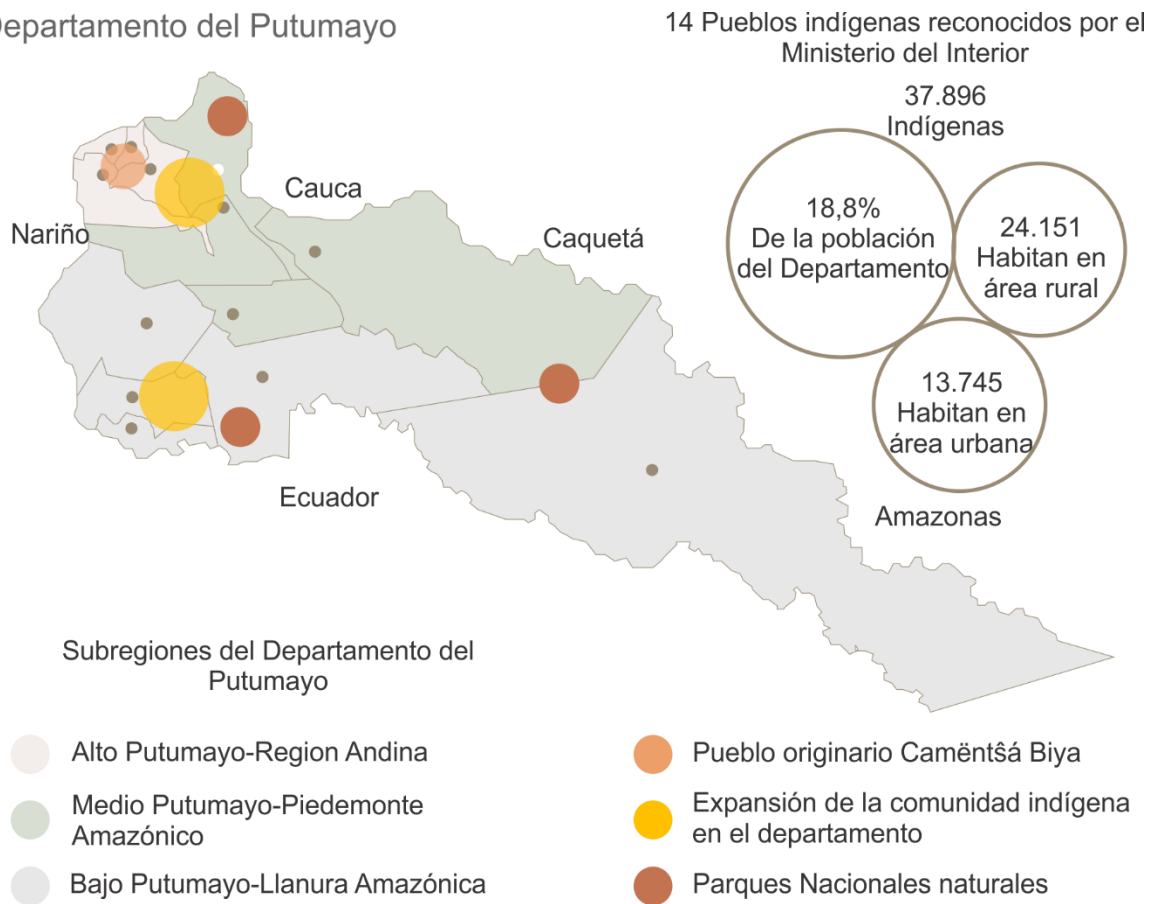 Departamento del Putumayo
14 Pueblos indígenas reconocidos por el
Ministerio del Interior
37.896
Indígenas
18,8%
De la población
del Departamento
24.151
Habitan en
área rural
13.745
Habitan en
área urbana
Nariño
Cauca
Caquetá
Ecuador
Amazonas
Subregiones del Departamento del
Putumayo
Alto Putumayo-Region Andina
Medio Putumayo-Piedemonte
Amazónico
Bajo Putumayo-Llanura Amazónica
Pueblo originario Camëntŝá Biya
Expansión de la comunidad indígena
en el departamento
Parques Nacionales naturales